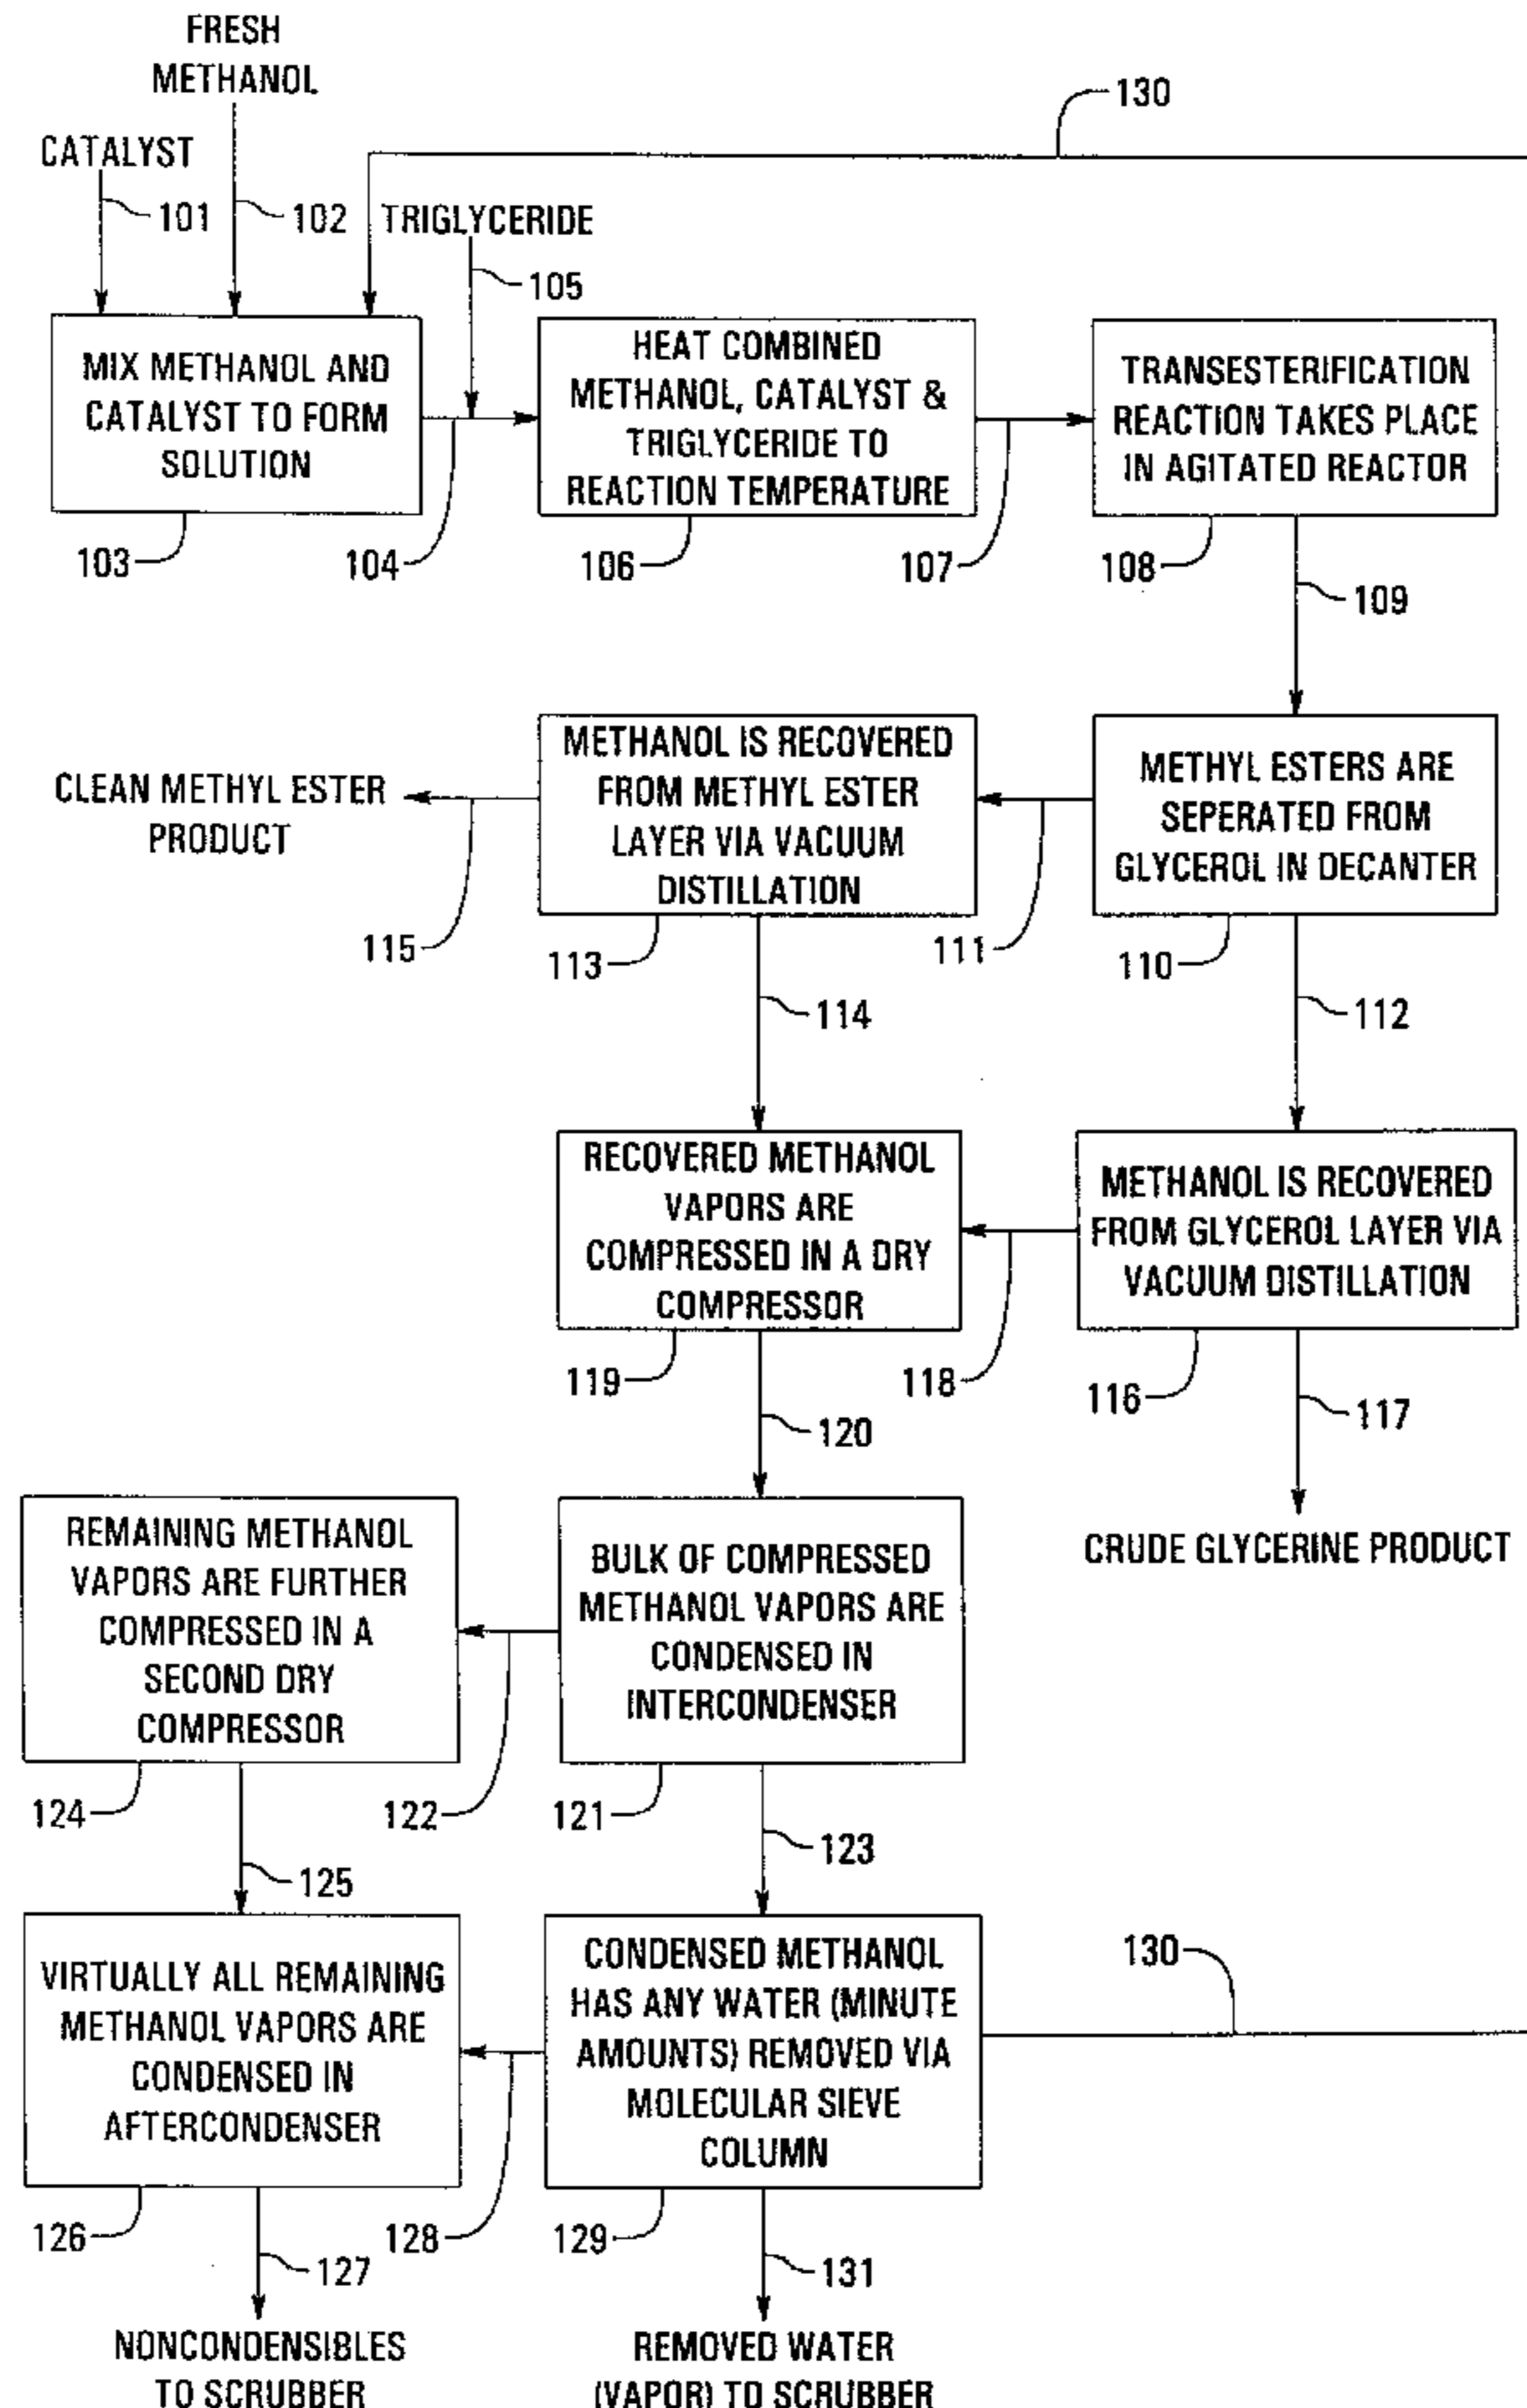 FRESH
METHANOL
130
CATALYST
101
102
TRIGLYCERIDE
105
MIX METHANOL AND
CATALYST TO FORM
SOLUTION
103
104
HEAT COMBINED
METHANOL, CATALYST &
TRIGLYCERIDE TO
REACTION TEMPERATURE
106
107
TRANSESTERIFICATION
REACTION TAKES PLACE
IN AGITATED REACTOR
108
109
CLEAN METHYL ESTER
PRODUCT
115
METHANOL IS RECOVERED
FROM METHYL ESTER
LAYER VIA VACUUM
DISTILLATION
113
111
METHYL ESTERS ARE
SEPERATED FROM
GLYCEROL IN DECANTER
110
114
112
RECOVERED METHANOL
VAPORS ARE
COMPRESSED IN A DRY
COMPRESSOR
119
118
METHANOL IS RECOVERED
FROM GLYCEROL LAYER VIA
VACUUM DISTILLATION
116
117
120
CRUDE GLYCERINE PRODUCT
REMAINING METHANOL
VAPORS ARE FURTHER
COMPRESSED IN A
SECOND DRY
COMPRESSOR
124
122
BULK OF COMPRESSED
METHANOL VAPORS ARE
CONDENSED IN
INTERCONDENSER
121
123
125
VIRTUALLY ALL REMAINING
METHANOL VAPORS ARE
CONDENSED IN
AFTERCONDENSER
126
128
CONDENSED METHANOL
HAS ANY WATER (MINUTE
AMOUNTS) REMOVED VIA
MOLECULAR SIEVE
COLUMN
129
130
127
131
NONCONDENSIBLES
TO SCRUBBER
REMOVED WATER
(VAPOR) TO SCRUBBER